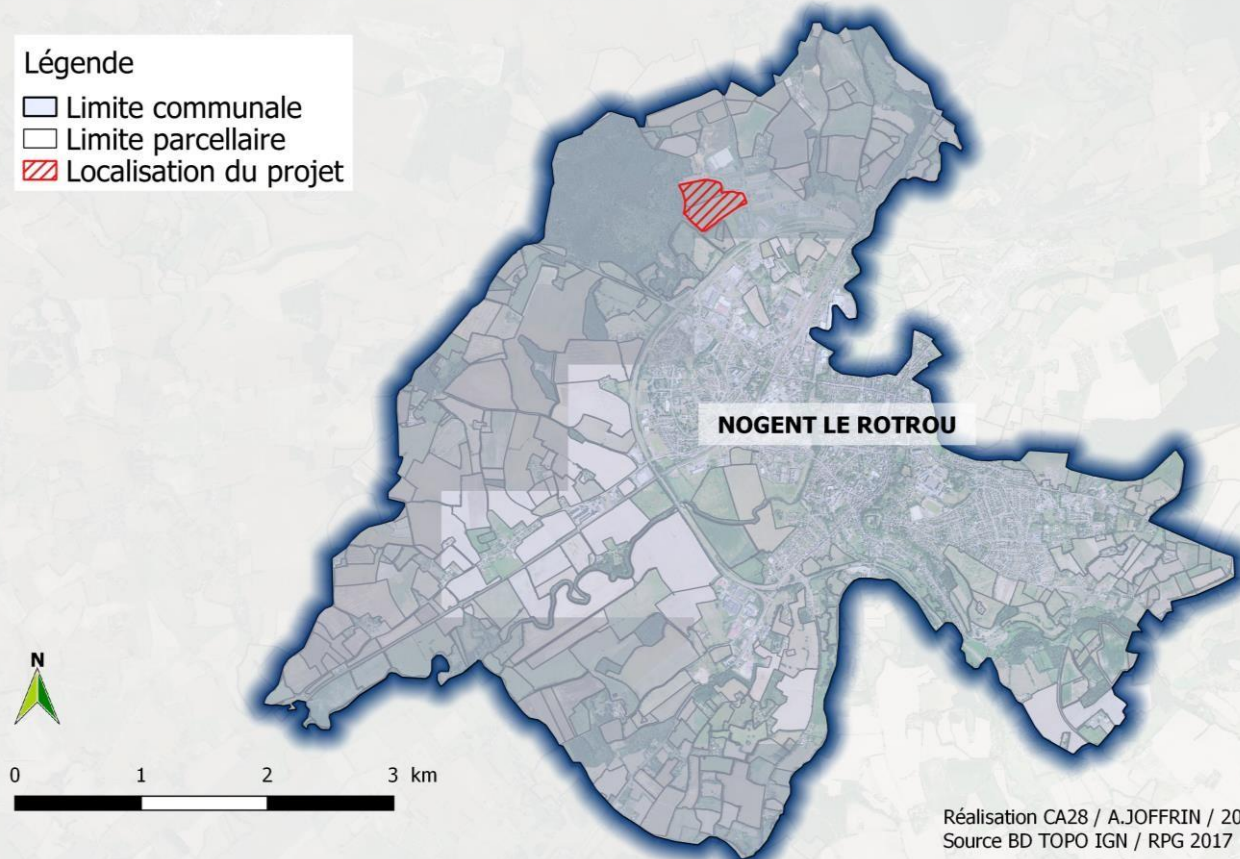 Légende
Limite communale
Limite parcellaire
Localisation du projet
NOGENT LE ROTROU
N
0 1 2 3 km
Réalisation CA28 / A.JOFFRIN / 20
Source BD TOPO IGN / RPG 2017